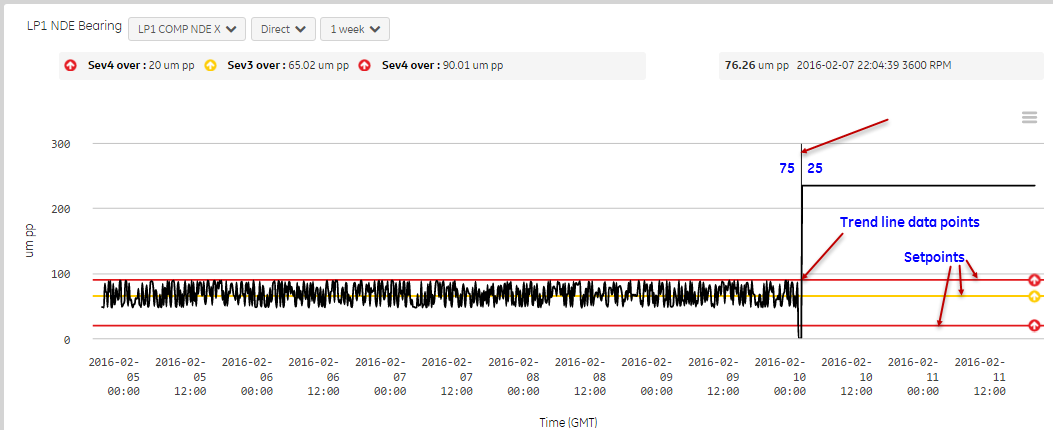 LP1 NDE Bearing LP1 COMP NDE X Direct 1 week
Sev4 over : 20 um pp Sev3 over : 65.02 um pp Sev4 over : 90.01 um pp 76.26 um pp 2016-02-07 22:04:39 3600 RPM
300
75 25
200
Trend line data points
um pp
Setpoints
100
0
2016-02- 2016-02- 2016-02- 2016-02- 2016-02- 2016-02- 2016-02- 2016-02- 2016-02- 2016-02- 2016-02- 2016-02- 2016-02- 2016-02-
05 05 06 06 07 07 08 08 09 09 10 10 11 11
00:00 12:00 00:00 12:00 00:00 12:00 00:00 12:00 00:00 12:00 00:00 12:00 00:00 12:00
Time (GMT)